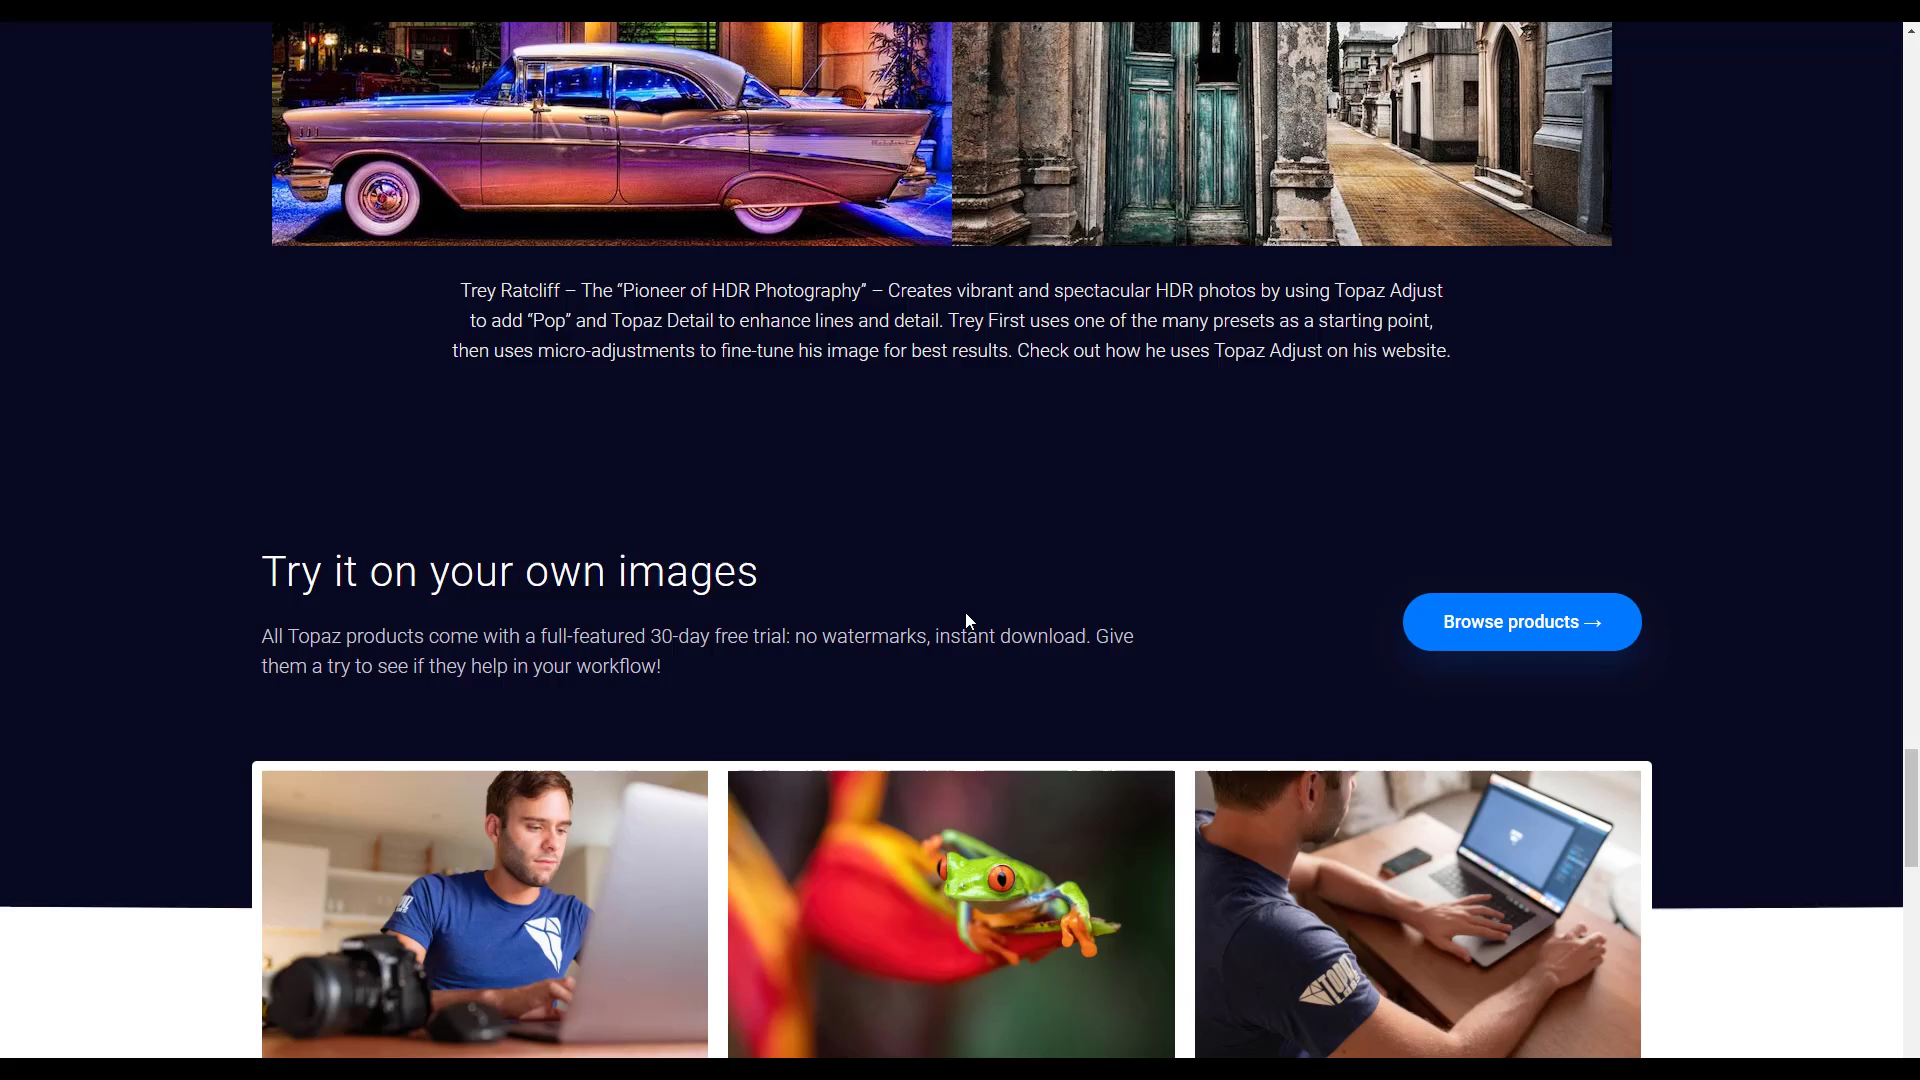 Trey Ratcliff – The “Pioneer of HDR Photography” – Creates vibrant and spectacular HDR photos by using Topaz Adjust
to add “Pop” and Topaz Detail to enhance lines and detail. Trey First uses one of the many presets as a starting point,
then uses micro-adjustments to fine-tune his image for best results. Check out how he uses Topaz Adjust on his website.
Try it on your own images
All Topaz products come with a full-featured 30-day free trial: no watermarks, instant download. Give
them a try to see if they help in your workflow!
Browse products →
TOPAZ